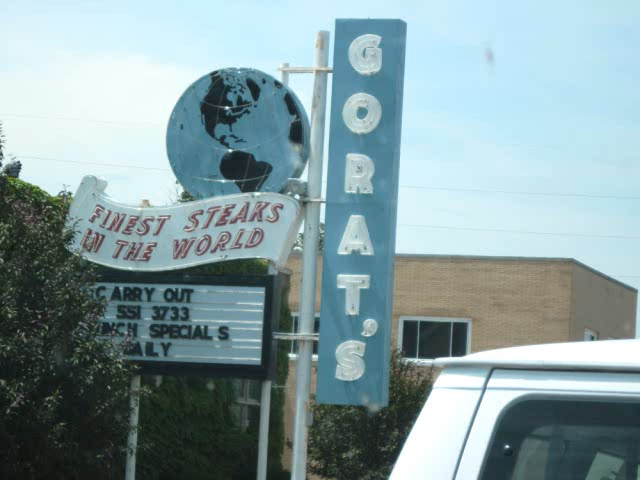 GORAT'S
FINEST STEAKS
IN THE WORLD
CARRY OUT
551 3733
SPECIALS